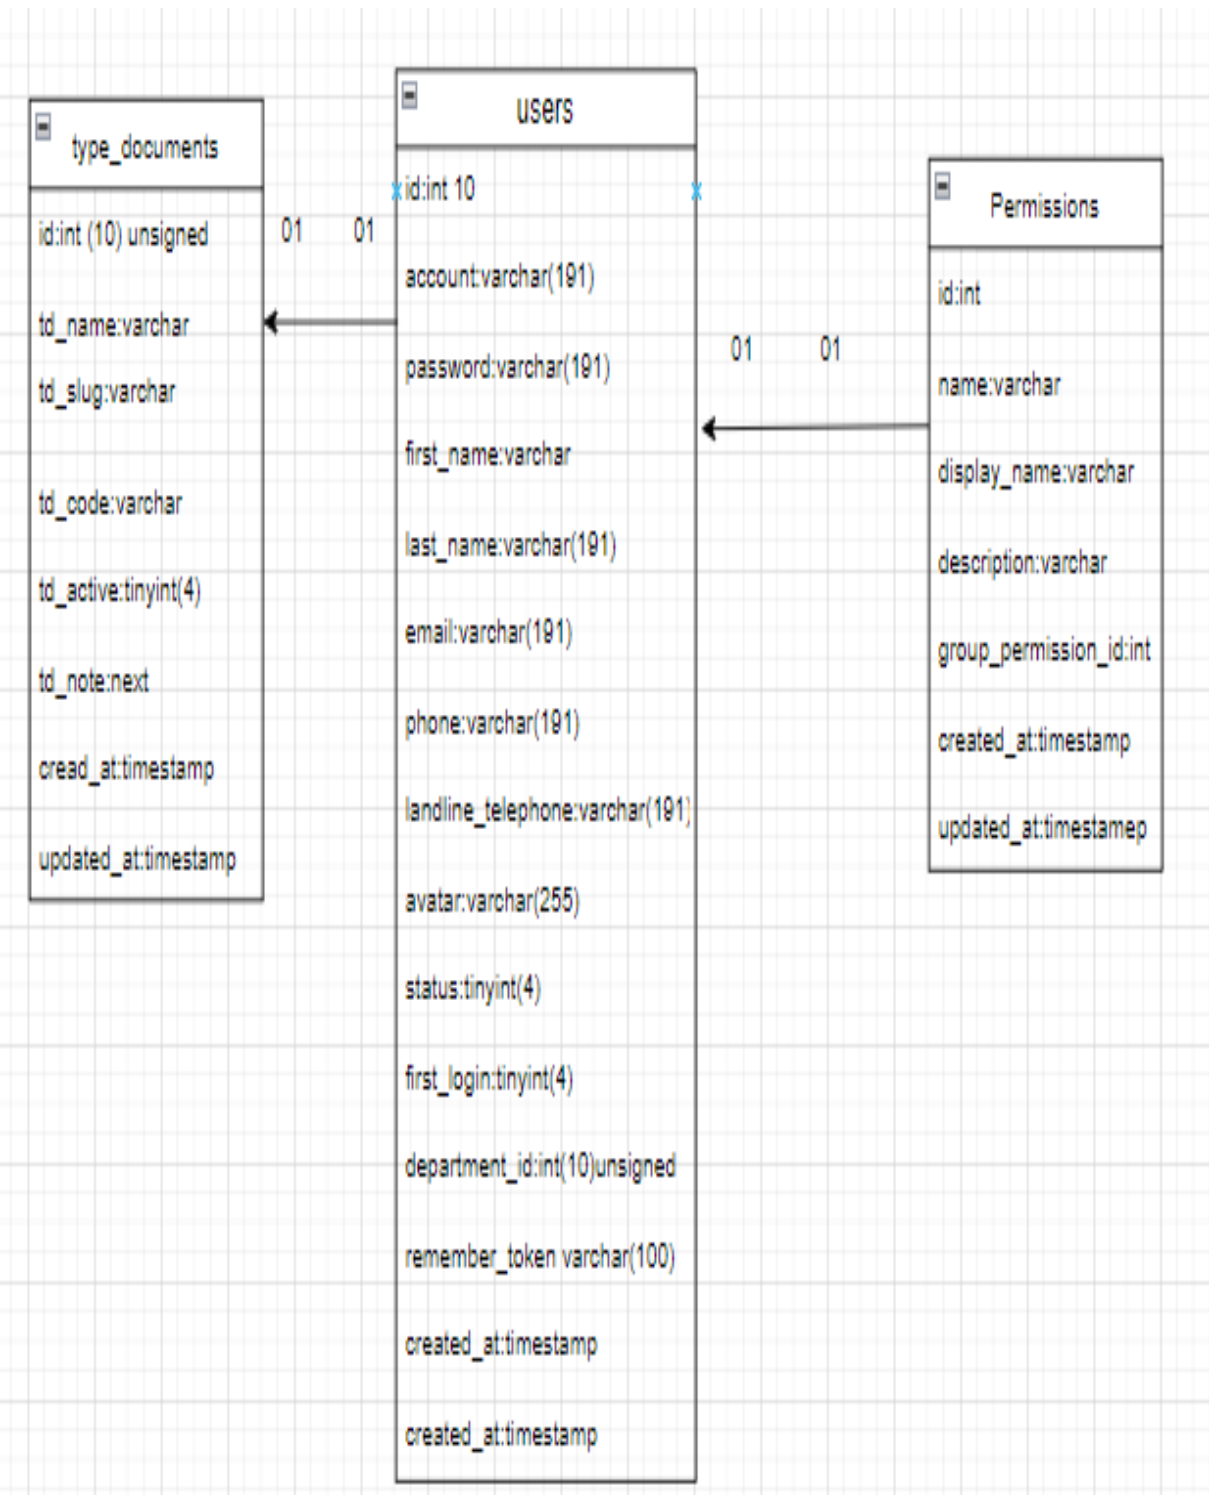 type_documents
id:int (10) unsigned
td_name:varchar
td_slug:varchar
td_code:varchar
td_active:tinyint(4)
td_note:next
cread_at:timestamp
updated_at:timestamp
01 01
users
id:int 10
account:varchar(191)
password:varchar(191)
first_name:varchar
last_name:varchar(191)
email:varchar(191)
phone:varchar(191)
landline_telephone:varchar(191)
avatar:varchar(255)
status:tinyint(4)
first_login:tinyint(4)
department_id:int(10)unsigned
remember_token varchar(100)
created_at:timestamp
created_at:timestamp
01 01
Permissions
id:int
name:varchar
display_name:varchar
description:varchar
group_permission_id:int
created_at:timestamp
updated_at:timestamep